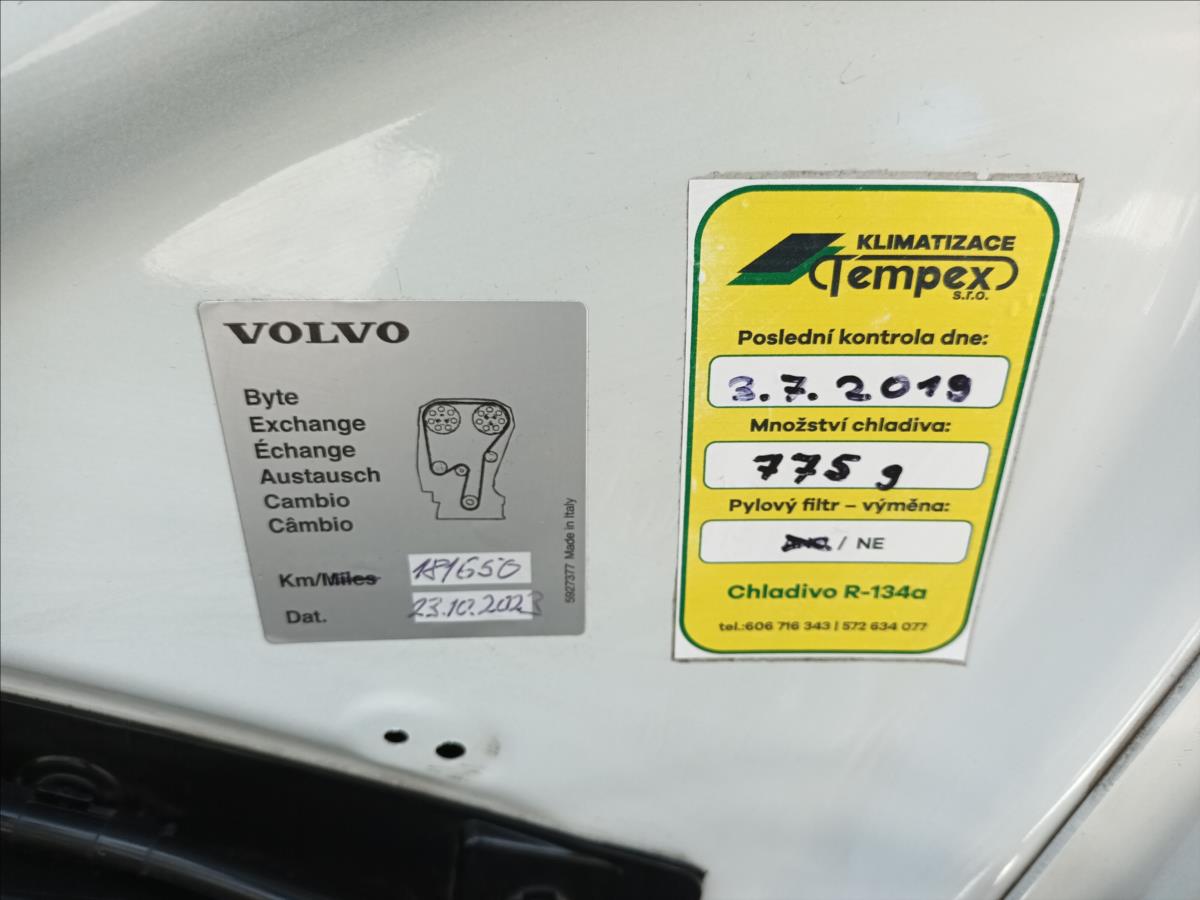 VOLVO
Byte
Exchange
Échange
Austausch
Cambio
Câmbio
Km/Miles 181650
Dat. 23.10.2023
5927377 Made in Italy
KLIMATIZACE
Tempex
s.r.o.
Poslední kontrola dne:
3.7.2019
Množství chladiva:
775 g
Pylový filtr – výměna:
ANO / NE
Chladivo R-134a
tel.:606 716 343 | 572 634 077